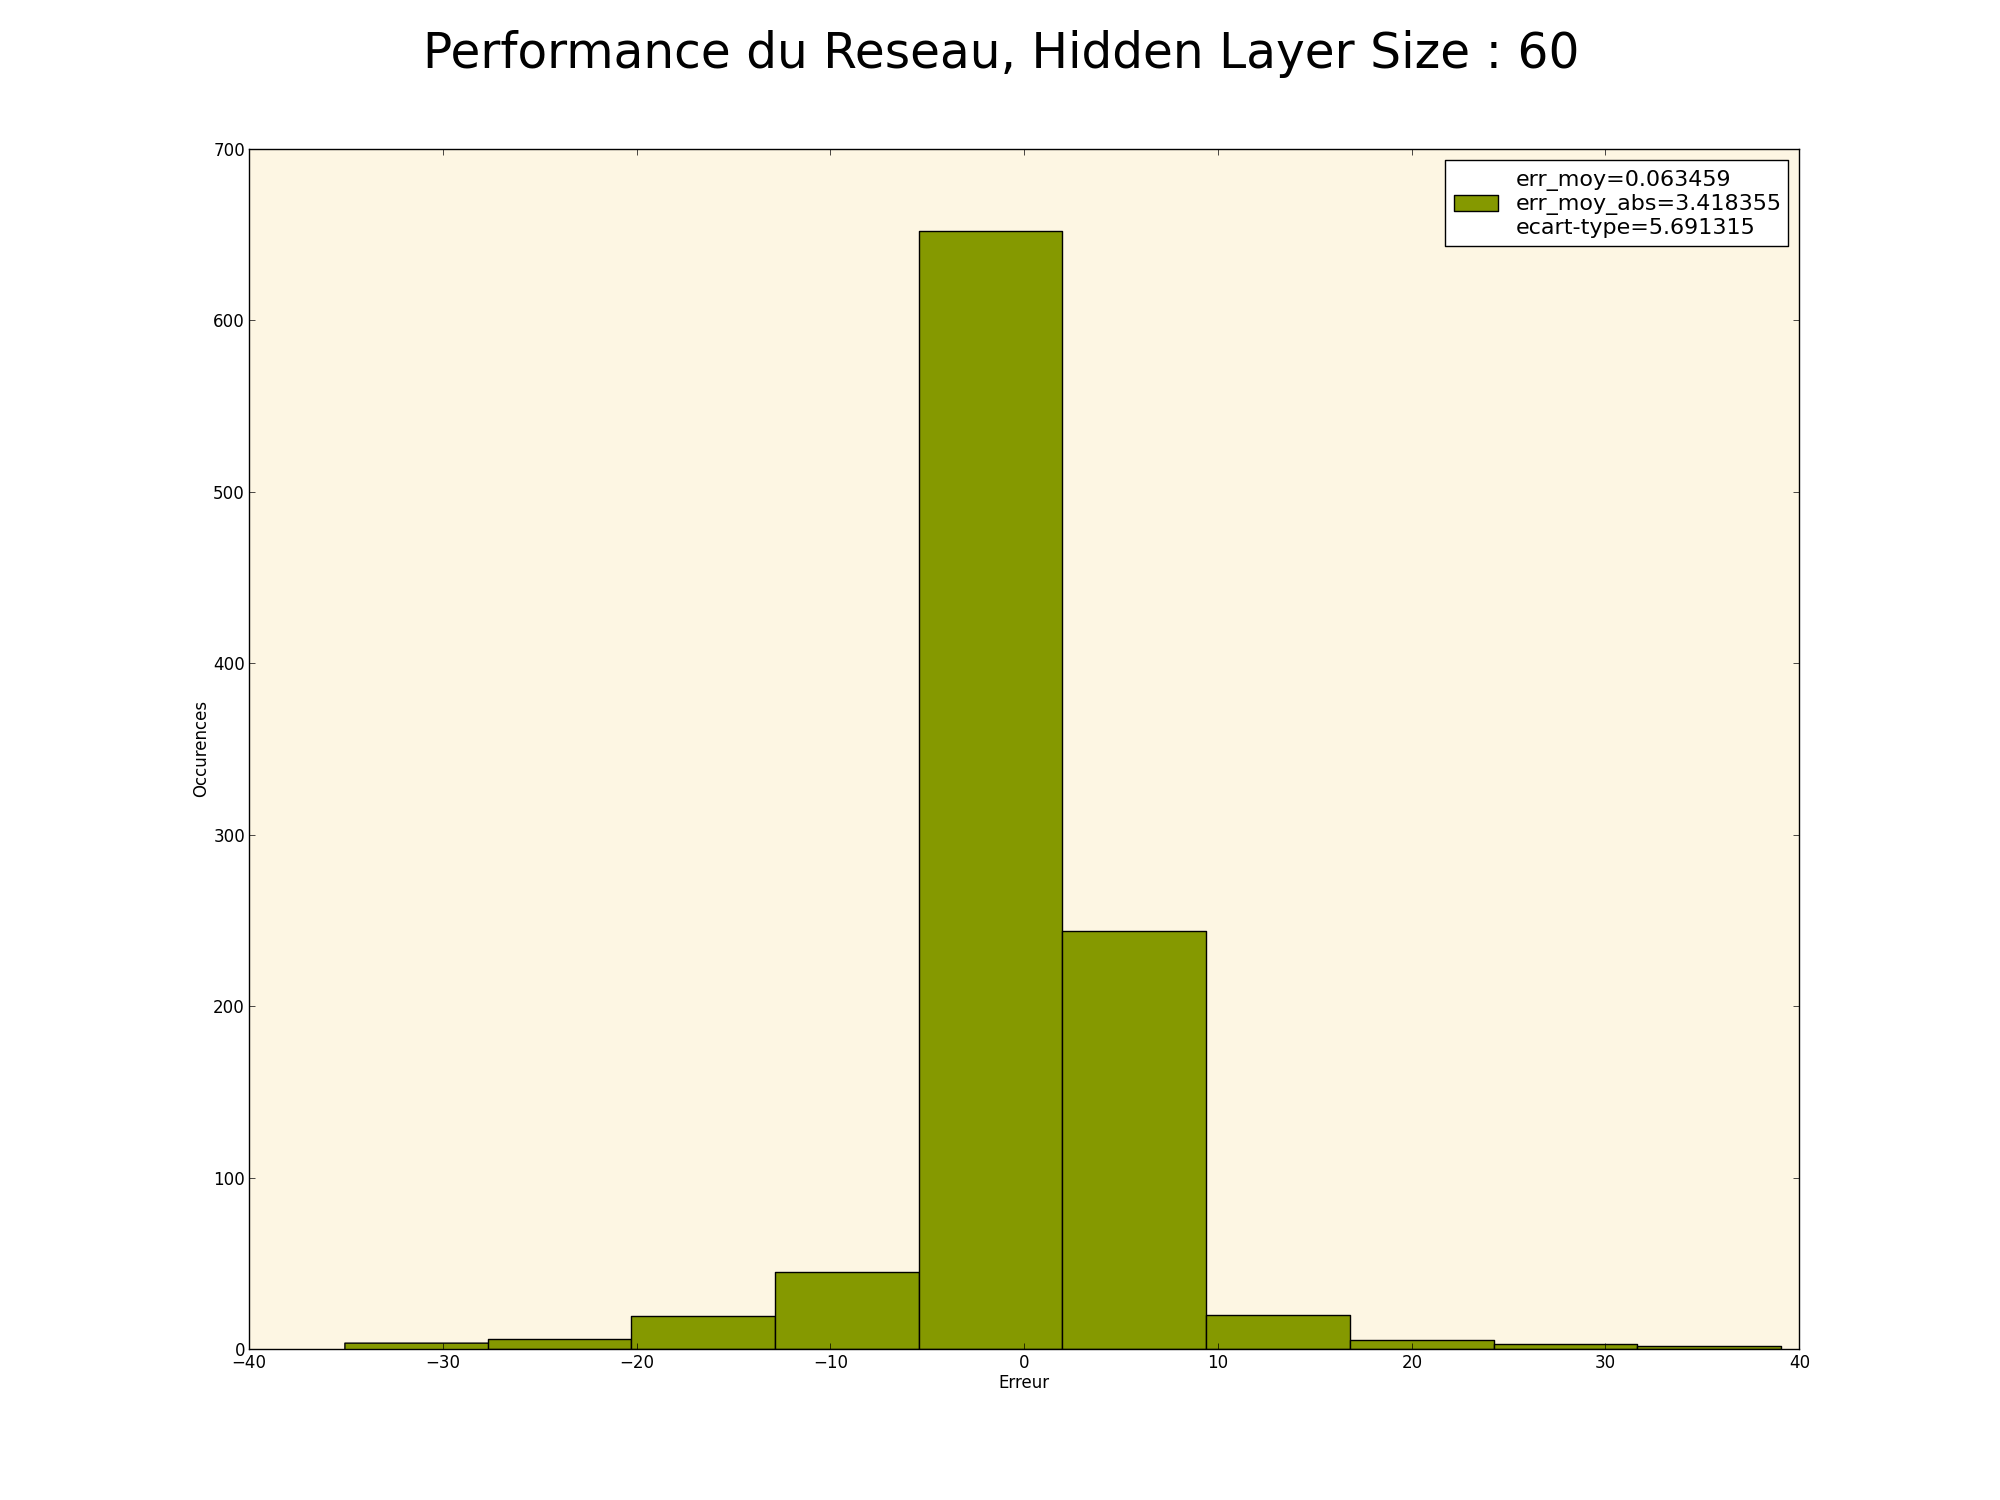 Performance du Reseau, Hidden Layer Size : 60
700
600
500
400
300
200
100
0
Occurences
err_moy=0.063459
err_moy_abs=3.418355
ecart-type=5.691315
−40 −30 −20 −10 0 10 20 30 40
Erreur